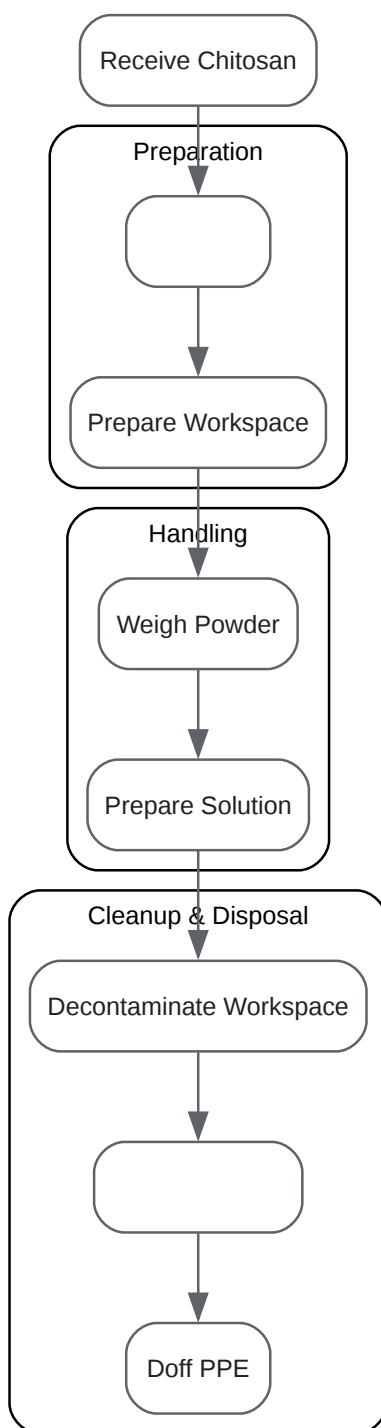 Receive Chitosan
Preparation
Prepare Workspace
Handling
Weigh Powder
Prepare Solution
Cleanup & Disposal
Decontaminate Workspace
Doff PPE